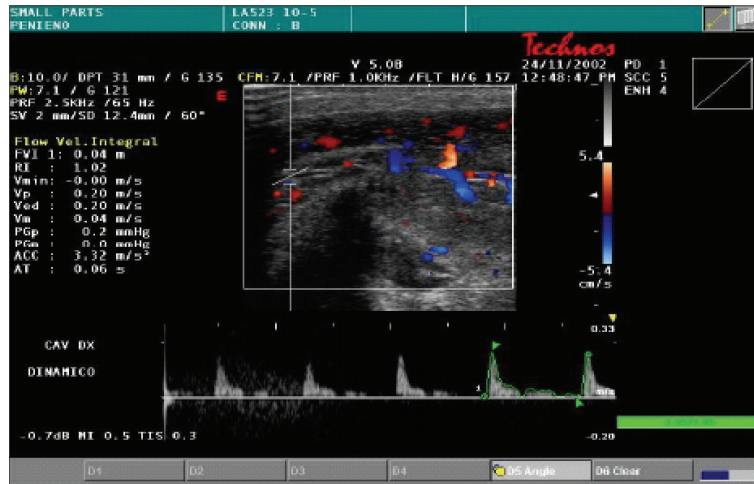 SMALL PARTS
PENIENO
LA523 10-5
CONN : B
Technos
V 5.0B
24/11/2002
12:48:47 PM
PD 1
SCC 5
ENH 4
B:10.0/ DPT 31 mm / G 135
CFM:7.1 /PRF 1.0KHz /FLT H/G 157
PW:7.1 / G 121
PRF 2.5KHz /65 Hz
SV 2 mm/SD 12.4mm / 60°
E
Flow Vel.Integral
FVI 1: 0.04 m
RI : 1.02
Vmin: -0.00 m/s
Vp : 0.20 m/s
Ved : 0.20 m/s
Vm : 0.04 m/s
PGp : 0.2 mmHg
PGm : 0.0 mmHg
ACC : 3.32 m/s²
AT : 0.06 s
5.4
-5.4
cm/s
0.33
CAV DX
DINAMICO
1
m/s
-0.7dB MI 0.5 TIS 0.3
-0.20
D1
D2
D3
D4
D5 Angle
D6 Clear